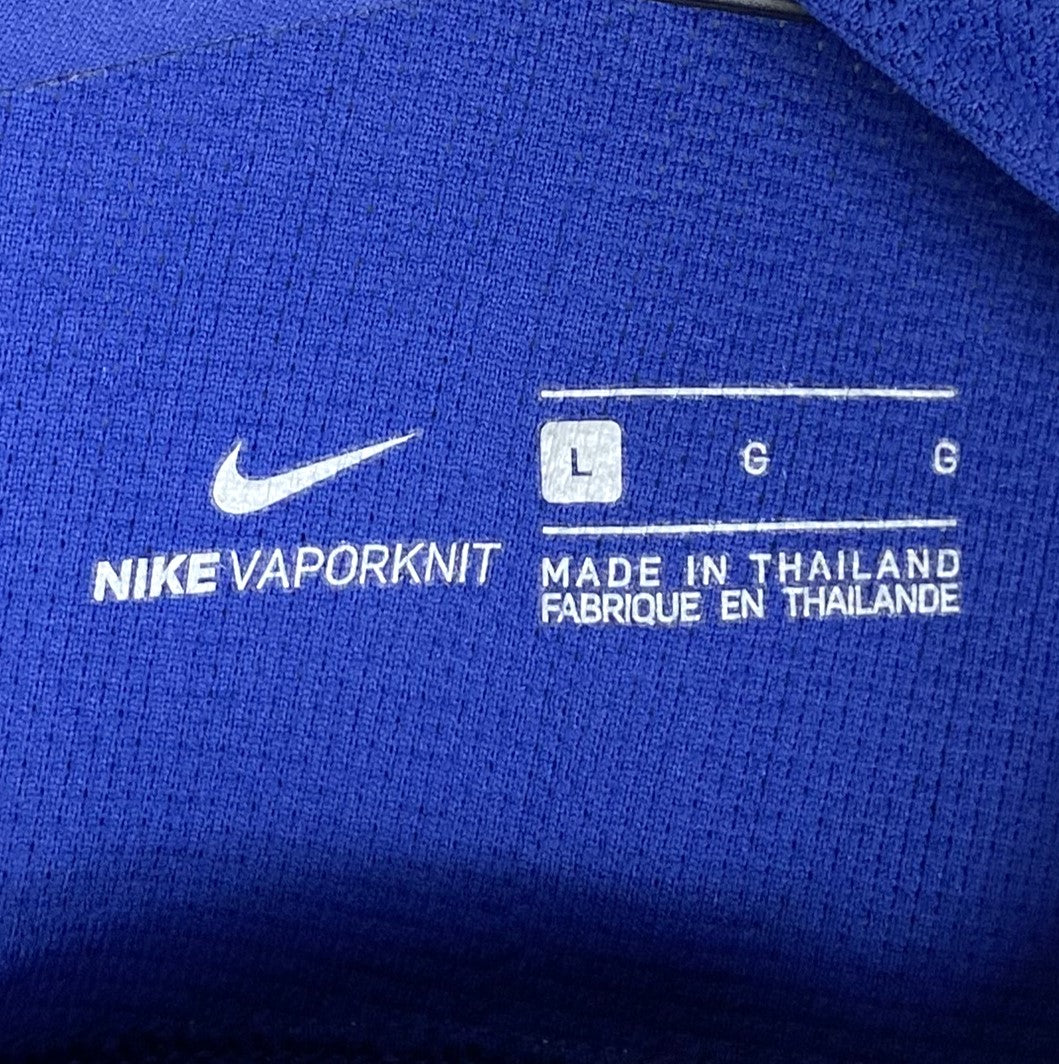 NIKE VAPORKNIT
L G G
MADE IN THAILAND
FABRIQUE EN THAILANDE